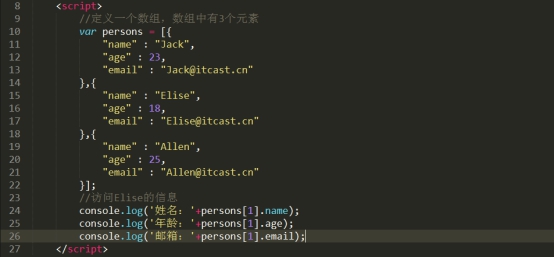 8 <script>
9 //定义一个数组，数组中有3个元素
10 var persons = [{
11 "name" : "Jack",
12 "age" : 23,
13 "email" : "Jack@itcast.cn"
14 },{
15 "name" : "Elise",
16 "age" : 18,
17 "email" : "Elise@itcast.cn"
18 },{
19 "name" : "Allen",
20 "age" : 25,
21 "email" : "Allen@itcast.cn"
22 }];
23 //访问Elise的信息
24 console.log('姓名：'+persons[1].name);
25 console.log('年龄：'+persons[1].age);
26 console.log('邮箱：'+persons[1].email);
27 </script>